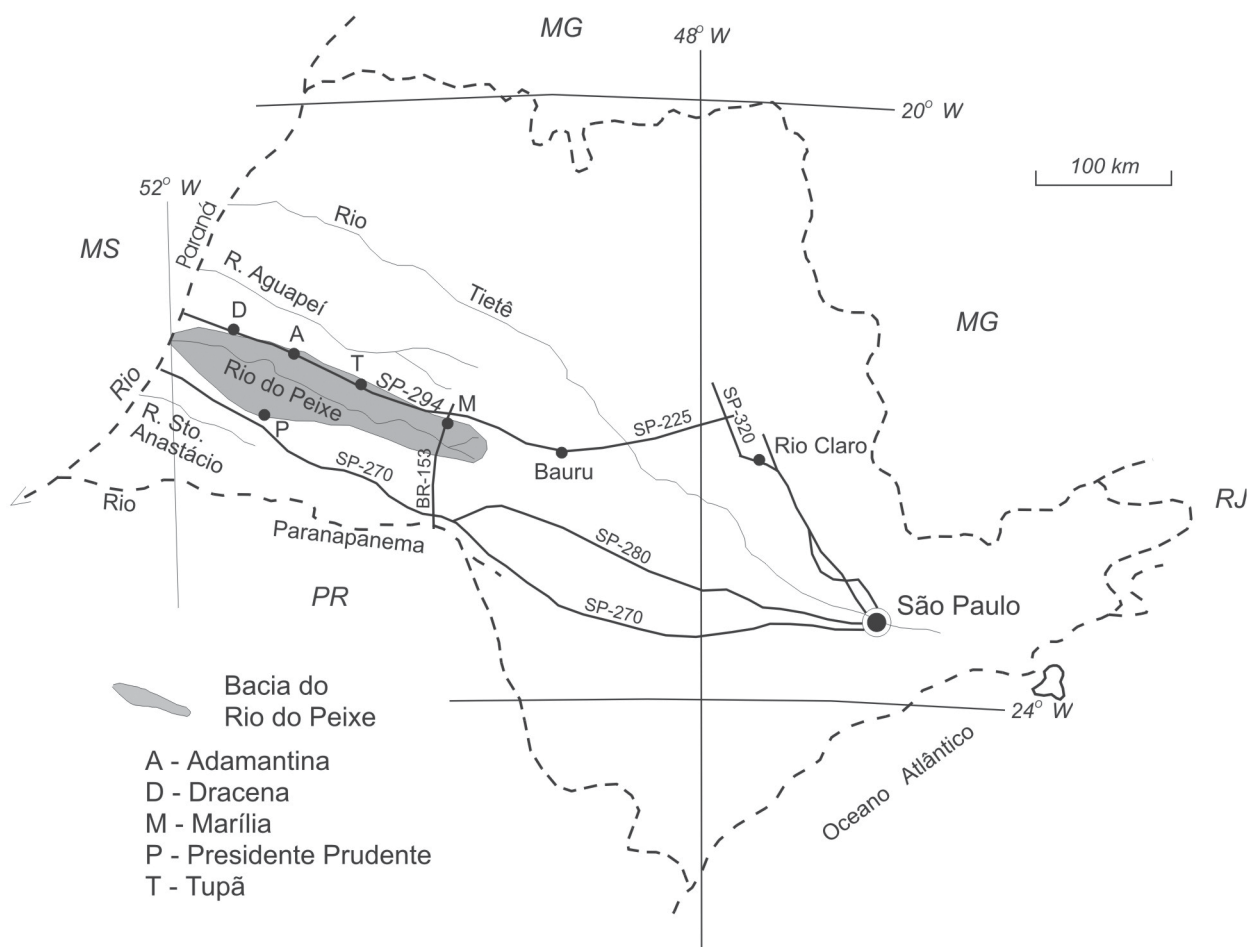 MG
48° W
20° W
100 km
52° W
MS
Paraná
Rio
R. Aguapeí
Tietê
MG
D
A
T
SP-294
M
Rio do Peixe
Rio
R. Sto.
Anastácio
P
SP-225
SP-320
Rio Claro
Bauru
SP-270
BR-153
Rio
Paranapanema
SP-280
RJ
PR
SP-270
São Paulo
24° W
Oceano Atlântico
Bacia do
Rio do Peixe
A - Adamantina
D - Dracena
M - Marília
P - Presidente Prudente
T - Tupã